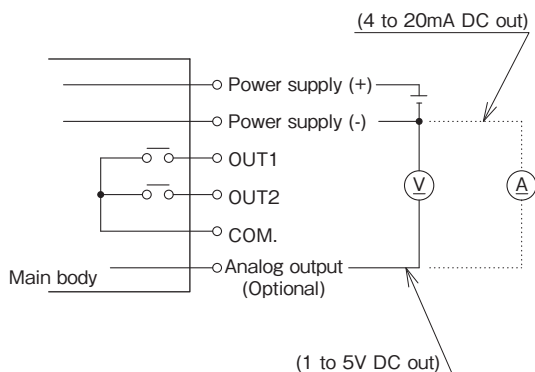 (4 to 20mA DC out)
Power supply (+)
Power supply (-)
OUT1
OUT2
COM.
Main body
Analog output
(Optional)
V
A
(1 to 5V DC out)